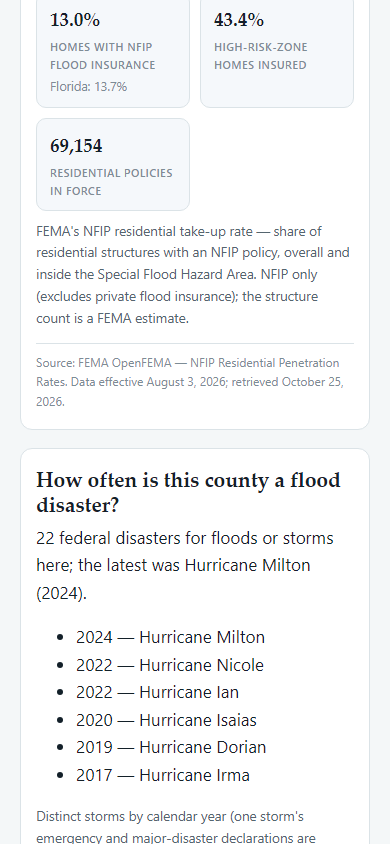 13.0%
HOMES WITH NFIP
FLOOD INSURANCE
Florida: 13.7%
43.4%
HIGH-RISK-ZONE
HOMES INSURED
69,154
RESIDENTIAL POLICIES
IN FORCE
FEMA's NFIP residential take-up rate — share of
residential structures with an NFIP policy, overall and
inside the Special Flood Hazard Area. NFIP only
(excludes private flood insurance); the structure
count is a FEMA estimate.
Source: FEMA OpenFEMA — NFIP Residential Penetration
Rates. Data effective August 3, 2026; retrieved October 25,
2026.
How often is this county a flood
disaster?
22 federal disasters for floods or storms
here; the latest was Hurricane Milton
(2024).
• 2024 — Hurricane Milton
• 2022 — Hurricane Nicole
• 2022 — Hurricane Ian
• 2020 — Hurricane Isaias
• 2019 — Hurricane Dorian
• 2017 — Hurricane Irma
Distinct storms by calendar year (one storm's
emergency and major-disaster declarations are